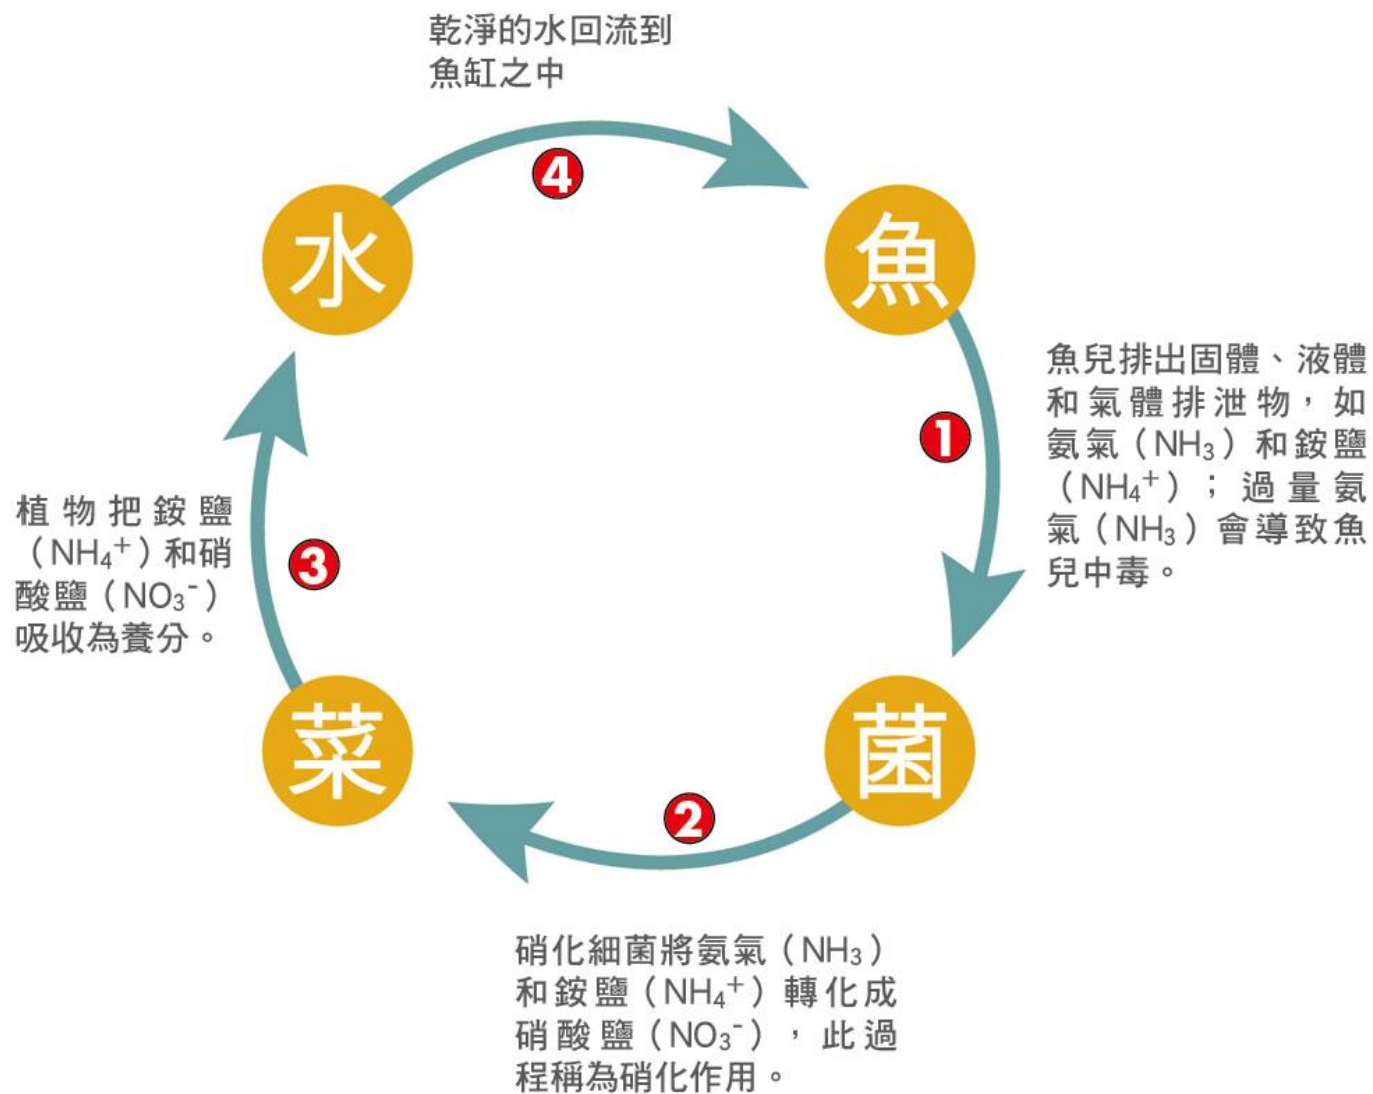 乾淨的水回流到
魚缸之中
4
水
魚
魚兒排出固體、液體
和氣體排泄物，如
氨氣（NH₃）和銨鹽
（NH₄⁺）；過量氨
氣（NH₃）會導致魚
兒中毒。
1
植物把銨鹽
（NH₄⁺）和硝
酸鹽（NO₃⁻）
吸收為養分。
3
菜
菌
2
硝化細菌將氨氣（NH₃）
和銨鹽（NH₄⁺）轉化成
硝酸鹽（NO₃⁻），此過
程稱為硝化作用。